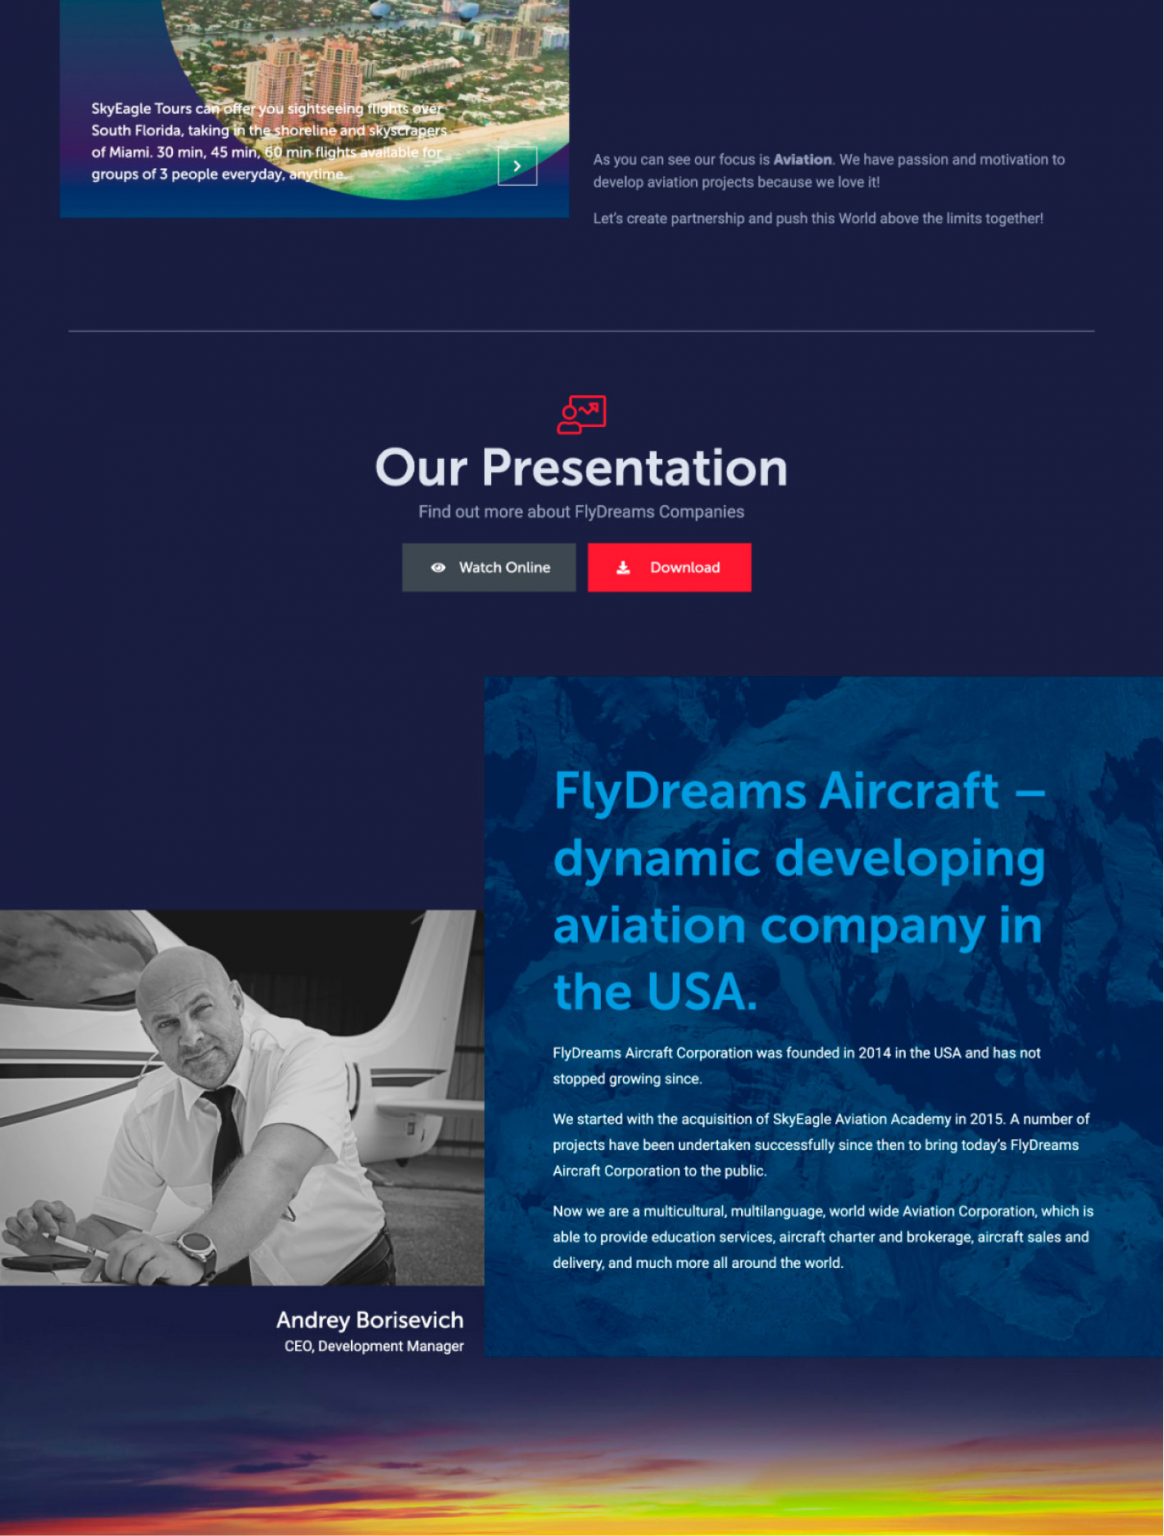 SkyEagle Tours can offer you sightseeing flights over
South Florida, taking in the shoreline and skyscrapers
of Miami. 30 min, 45 min, 60 min flights available for
groups of 3 people everyday, anytime.
As you can see our focus is Aviation. We have passion and motivation to
develop aviation projects because we love it!
Let's create partnership and push this World above the limits together!
Our Presentation
Find out more about FlyDreams Companies
Watch Online
Download
FlyDreams Aircraft –
dynamic developing
aviation company in
the USA.
FlyDreams Aircraft Corporation was founded in 2014 in the USA and has not
stopped growing since.
We started with the acquisition of SkyEagle Aviation Academy in 2015. A number of
projects have been undertaken successfully since then to bring today's FlyDreams
Aircraft Corporation to the public.
Now we are a multicultural, multilanguage, world wide Aviation Corporation, which is
able to provide education services, aircraft charter and brokerage, aircraft sales and
delivery, and much more all around the world.
Andrey Borisevich
CEO, Development Manager